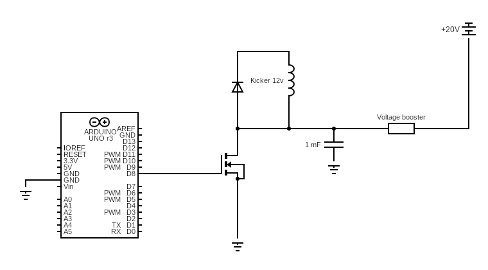 +20V
Kicker 12v
Voltage booster
1 mF
ARDUINO
UNO r3
AREF
GND
D13
D12
IOREF PWM D11
RESET PWM D10
3.3V PWM D9
5V D8
GND
GND
Vin D7
PWM D6
A0 PWM D5
A1 D4
A2 PWM D3
A3 D2
A4 TX D1
A5 RX D0